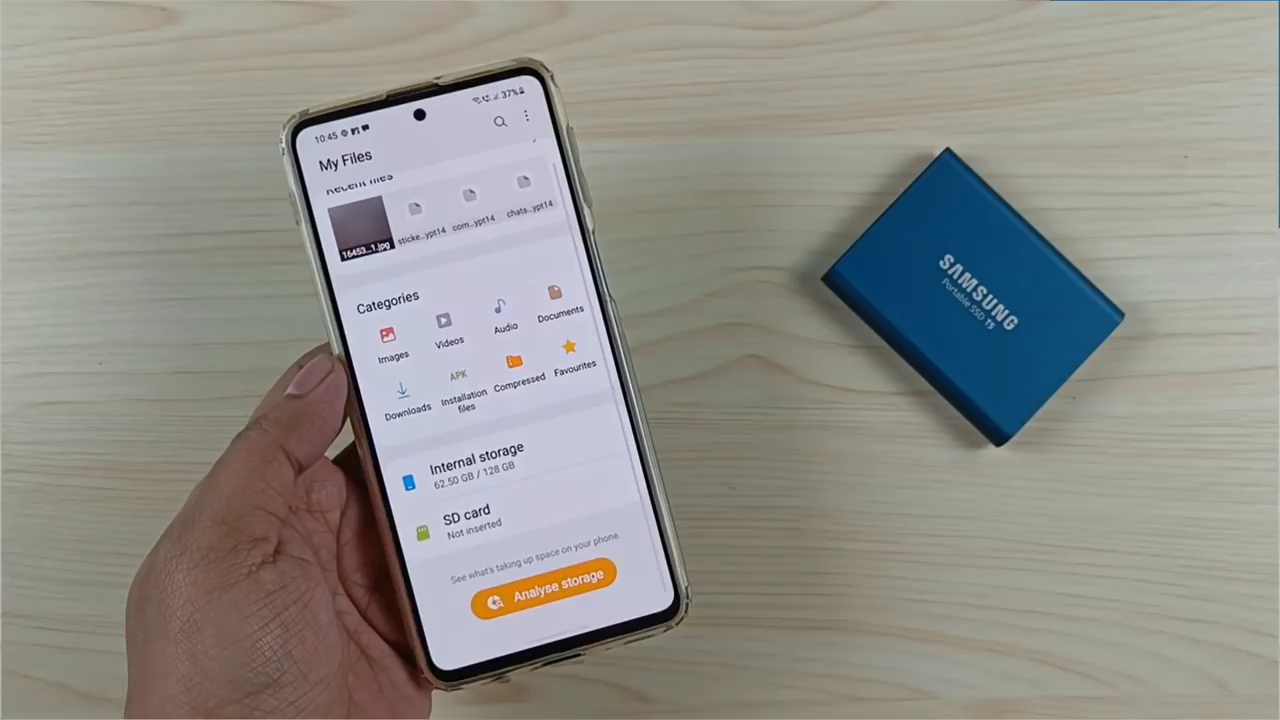 10:45
37%
My Files
Recent files
16453...1.jpg
sticke...ypt14
com...ypt14
chats...ypt14
Categories
Images
Videos
Audio
Documents
Downloads
APK
Installation
files
Compressed
Favourites
Internal storage
62.50 GB / 128 GB
SD card
Not inserted
See what's taking up space on your phone.
Analyse storage
SAMSUNG
Portable SSD T5